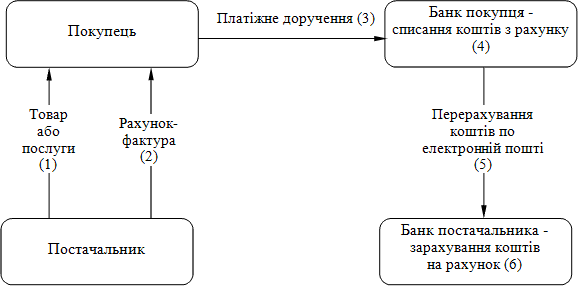 Покупець
Платіжне доручення (3)
Банк покупця -
списання коштів з рахунку
(4)
Товар
або
послуги
(1)
Рахунок-
фактура
(2)
Перерахування
коштів по
електронній пошті
(5)
Постачальник
Банк постачальника -
зарахування коштів
на рахунок (6)